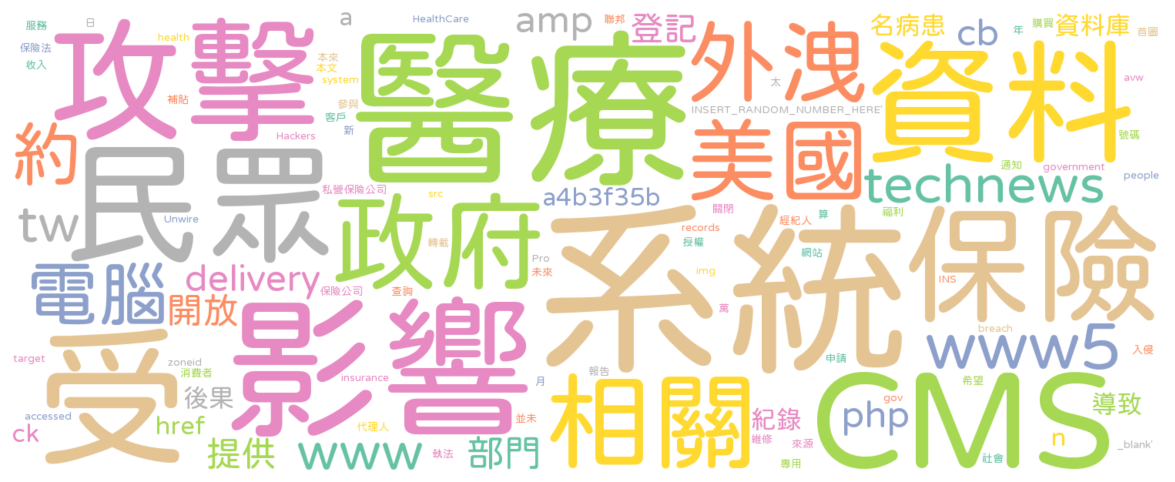 服務
日
health
a
HealthCare
amp
聯邦
登記
名病患
cb
年
購買
資料庫
首圖
保險法
收入
攻擊
本來
本文
system
醫療
外洩
太
資料
avw
補貼
參與
客戶
新
Hackers
INSERT_RANDOM_NUMBER_HERE'
號碼
約
民眾
美國
通知
government
people
私營保險公司
src
a4b3f35b
technews
tw
Unwire
政府
關閉
records
授權
經紀人
算
福利
網站
系統
保險
轉載
Pro
未來
img
INS
電腦
delivery
保險公司
查詢
開放
萬
影響
受
breach
www5
入侵
target
zoneid
消費者
insurance
月
報告
申請
後果
相關
CMS
希望
gov
導致
accessed
ck
href
代理人
並未
執法
紀錄
維修
來源
php
n
_blank'
提供
www
部門
專用
社會